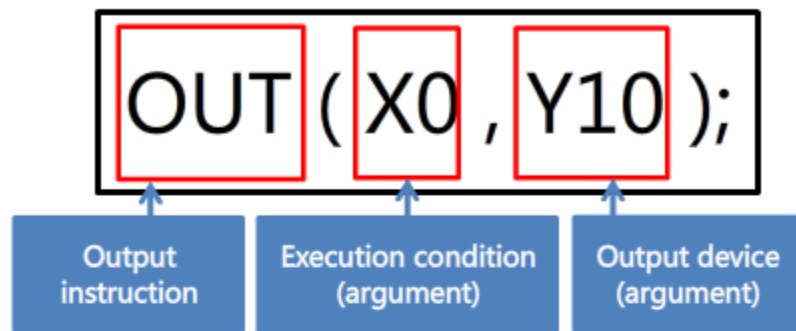 OUT ( X0 , Y10 );
Output
instruction
Execution condition
(argument)
Output device
(argument)